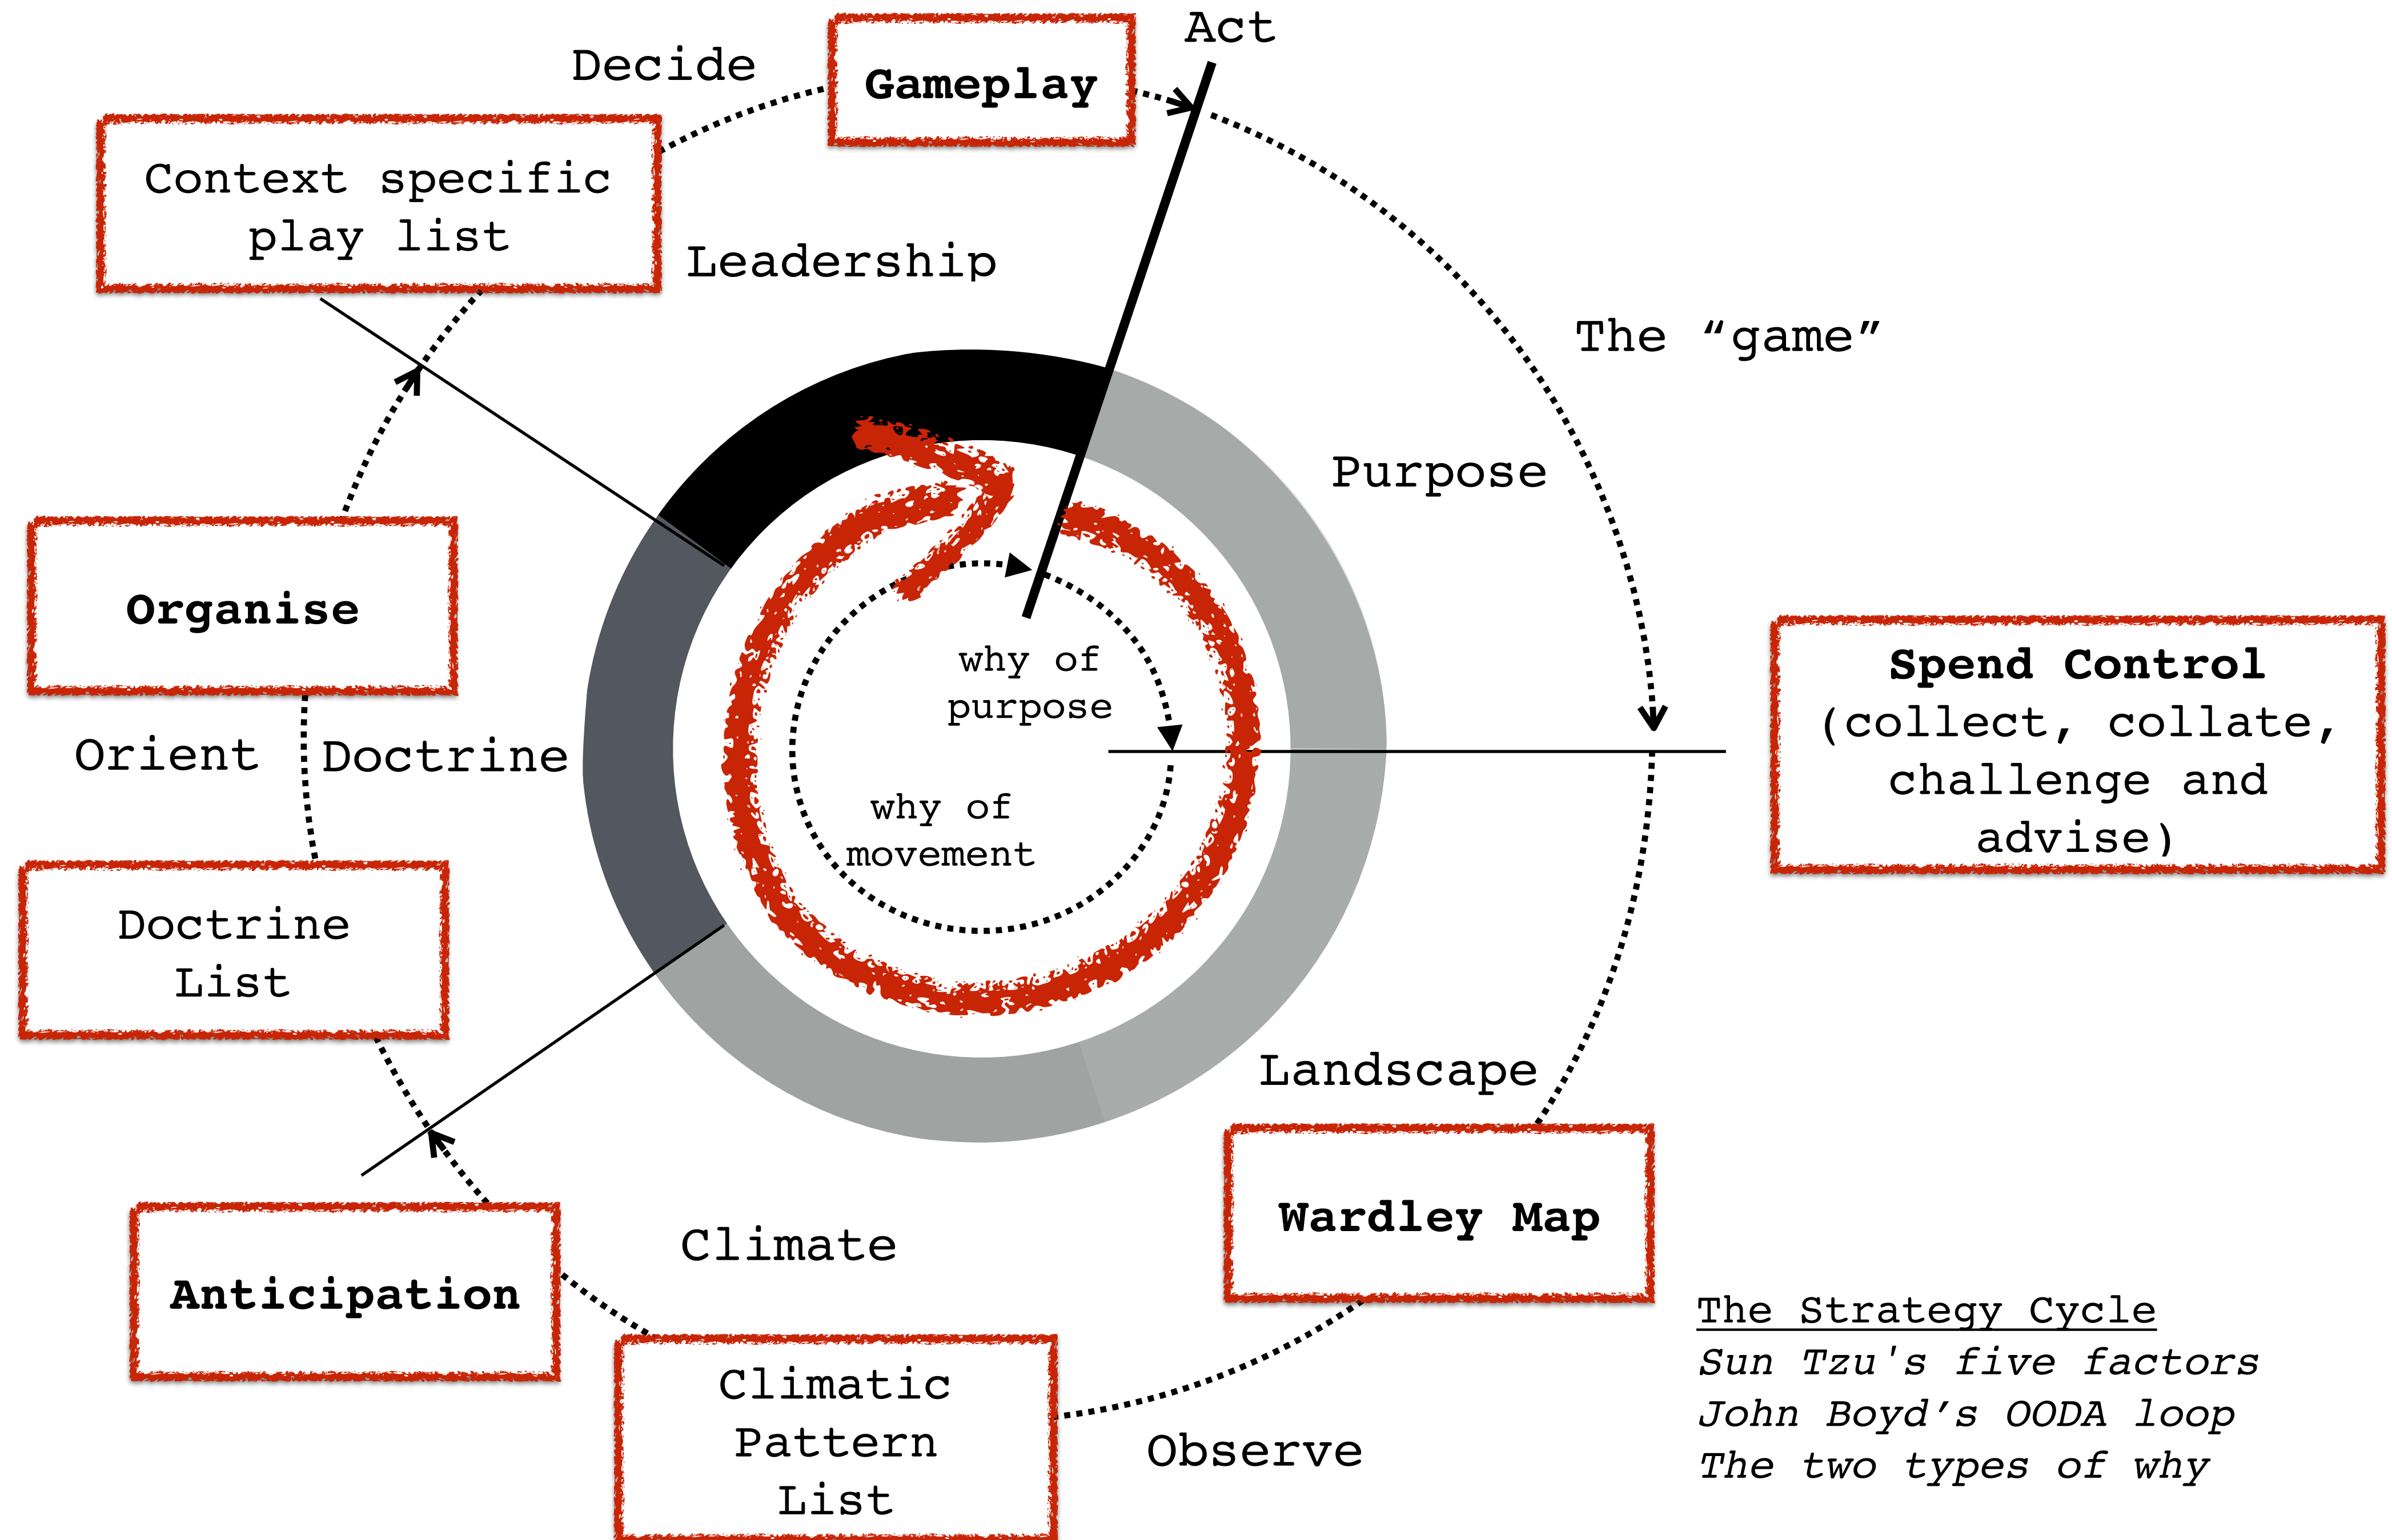 Act
Decide
Gameplay
Context specific
play list
Leadership
The “game”
Purpose
Organise
why of
purpose
Spend Control
(collect, collate,
challenge and
advise)
Orient
Doctrine
why of
movement
Doctrine
List
Landscape
Wardley Map
Climate
Anticipation
Climatic
Pattern
List
Observe
The Strategy Cycle
Sun Tzu's five factors
John Boyd’s OODA loop
The two types of why